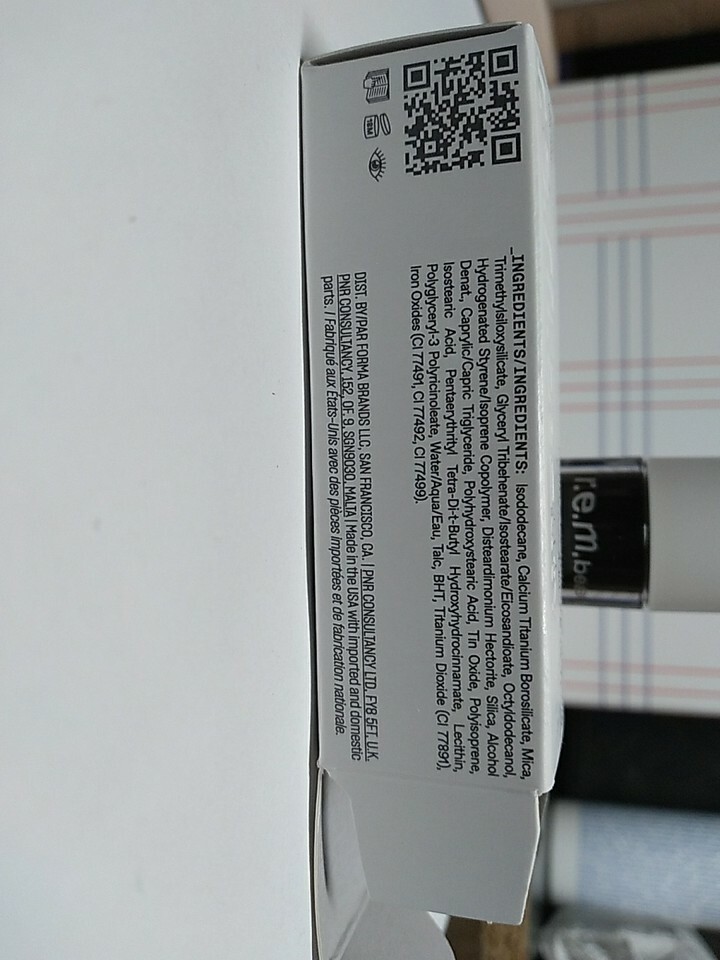 _INGREDIENTS/INGRÉDIENTS: Isododecane, Calcium Titanium Borosilicate, Mica,
Trimethylsiloxysilicate, Glyceryl Tribehenate/Isostearate/Eicosandioate, Octyldodecanol,
Hydrogenated Styrene/Isoprene Copolymer, Disteardimonium Hectorite, Silica, Alcohol
Denat., Caprylic/Capric Triglyceride, Polyhydroxystearic Acid, Tin Oxide, Polyisoprene,
Isostearic Acid, Pentaerythrityl Tetra-Di-t-Butyl Hydroxyhydrocinnamate, Lecithin,
Polyglyceryl-3 Polyricinoleate, Water/Aqua/Eau, Talc, BHT, Titanium Dioxide (CI 77891),
Iron Oxides (CI 77491, CI 77492, CI 77499).
DIST. BY/PAR FORMA BRANDS LLC, SAN FRANCISCO, CA. | PNR CONSULTANCY LTD, FY8 5FT, U.K.
PNR CONSULTANCY, 152, OF. 9, SGN9030, MALTA | Made in the USA with imported and domestic
parts. / Fabriqué aux États-Unis avec des pièces importées et de fabrication nationale.
r.e.m.